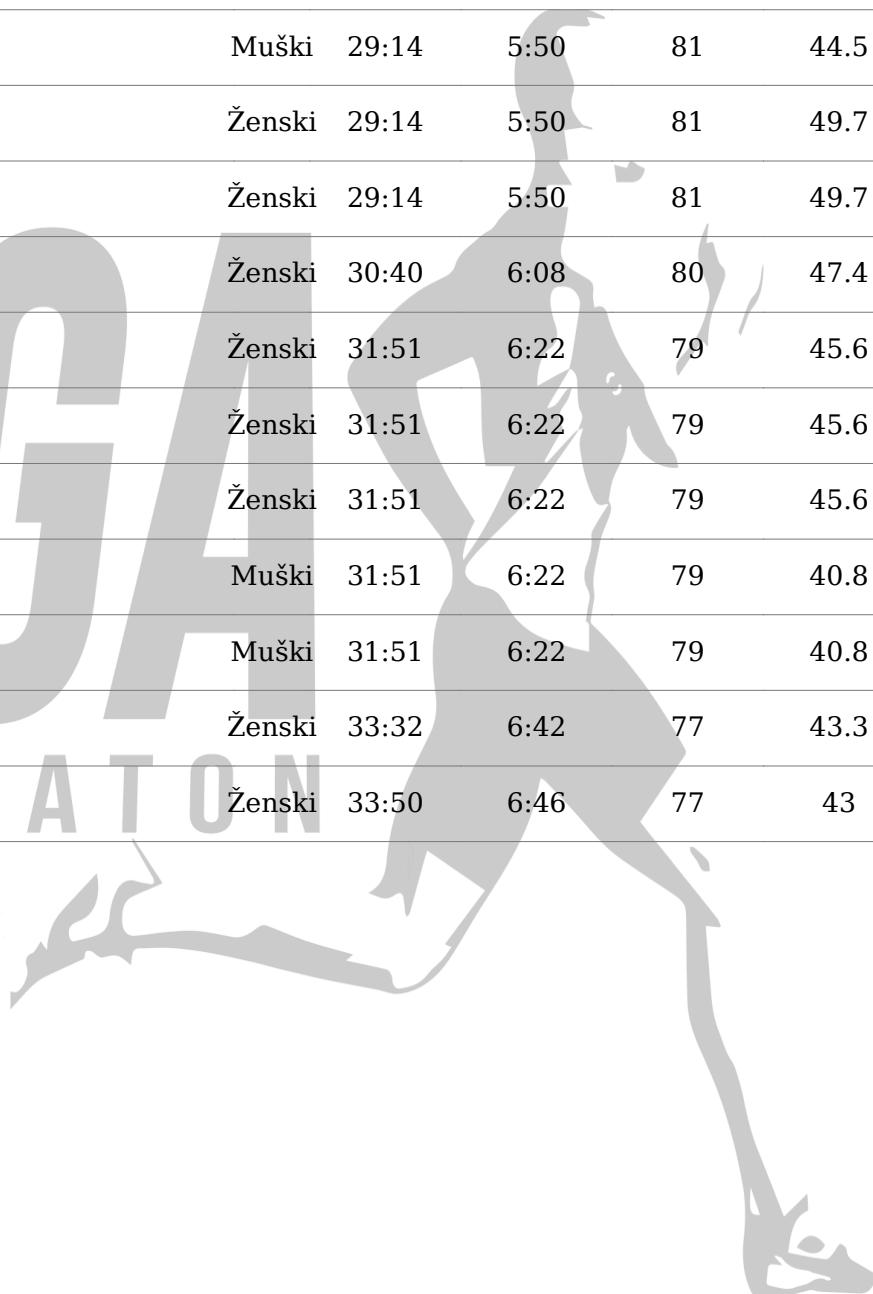 Muški 29:14 5:50 81 44.5
Ženski 29:14 5:50 81 49.7
Ženski 29:14 5:50 81 49.7
Ženski 30:40 6:08 80 47.4
Ženski 31:51 6:22 79 45.6
Ženski 31:51 6:22 79 45.6
Ženski 31:51 6:22 79 45.6
Muški 31:51 6:22 79 40.8
Muški 31:51 6:22 79 40.8
Ženski 33:32 6:42 77 43.3
Ženski 33:50 6:46 77 43
GA
ATON